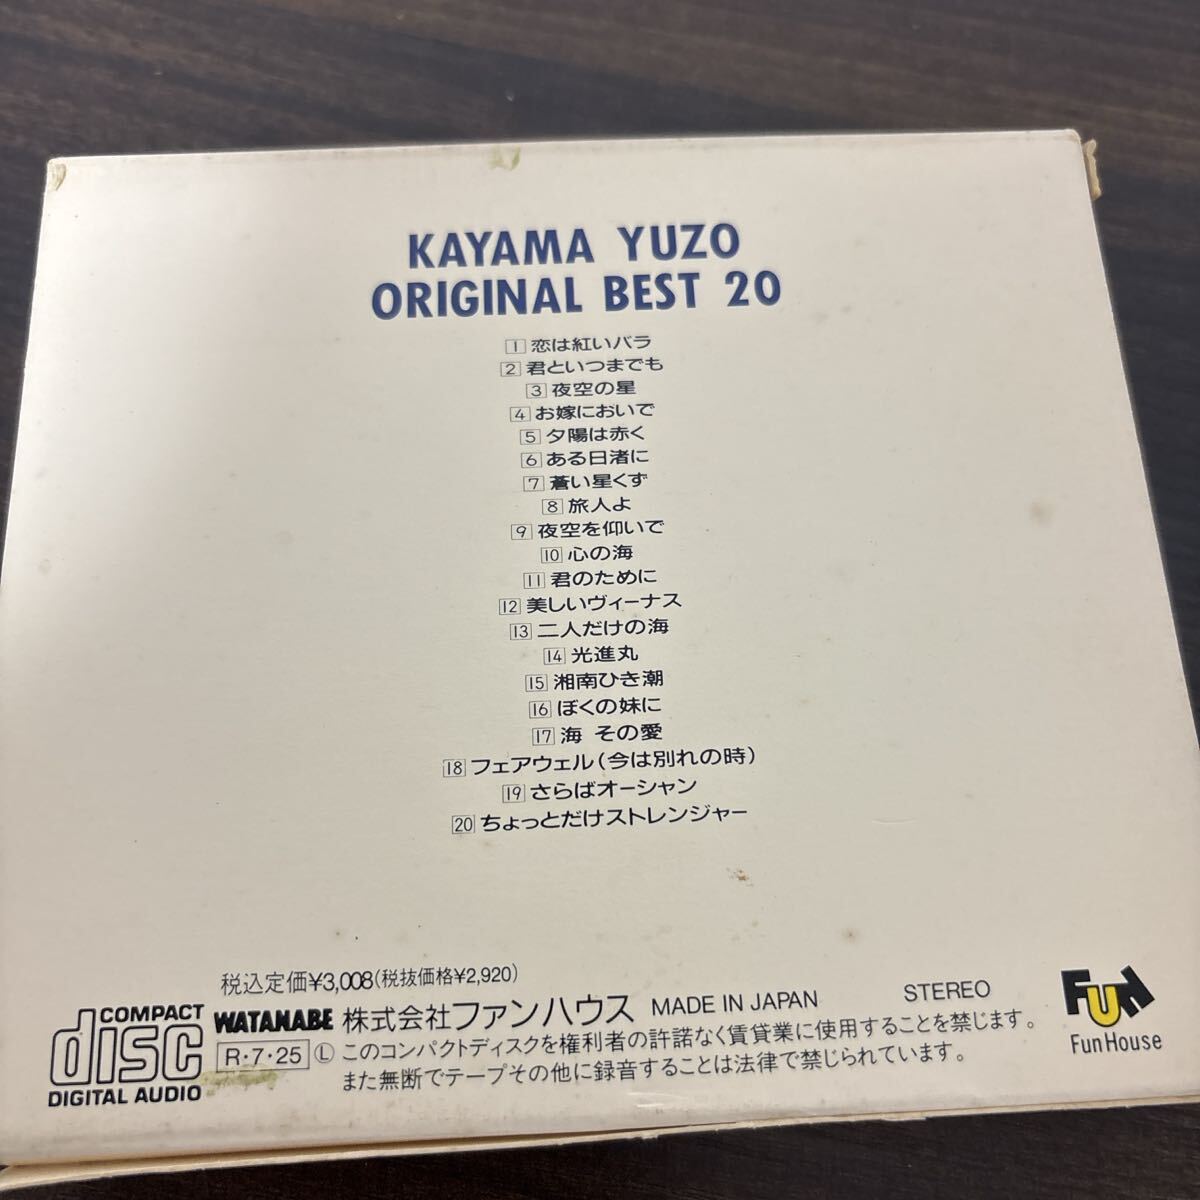 KAYAMA YUZO
ORIGINAL BEST 20
1 恋は紅いバラ
2 君といつまでも
3 夜空の星
4 お嫁においで
5 夕陽は赤く
6 ある日渚に
7 蒼い星くず
8 旅人よ
9 夜空を仰いで
10 心の海
11 君のために
12 美しいヴィーナス
13 二人だけの海
14 光進丸
15 湘南ひき潮
16 ぼくの妹に
17 海 その愛
18 フェアウェル(今は別れの時)
19 さらばオーシャン
20 ちょっとだけストレンジャー
税込定価¥3,008(税抜価格¥2,920)
COMPACT disc DIGITAL AUDIO
WATANABE 株式会社ファンハウス MADE IN JAPAN STEREO
R・7・25 Ⓛ このコンパクトディスクを権利者の許諾なく賃貸業に使用することを禁じます。
また無断でテープその他に録音することは法律で禁じられています。
Fun
Fun House